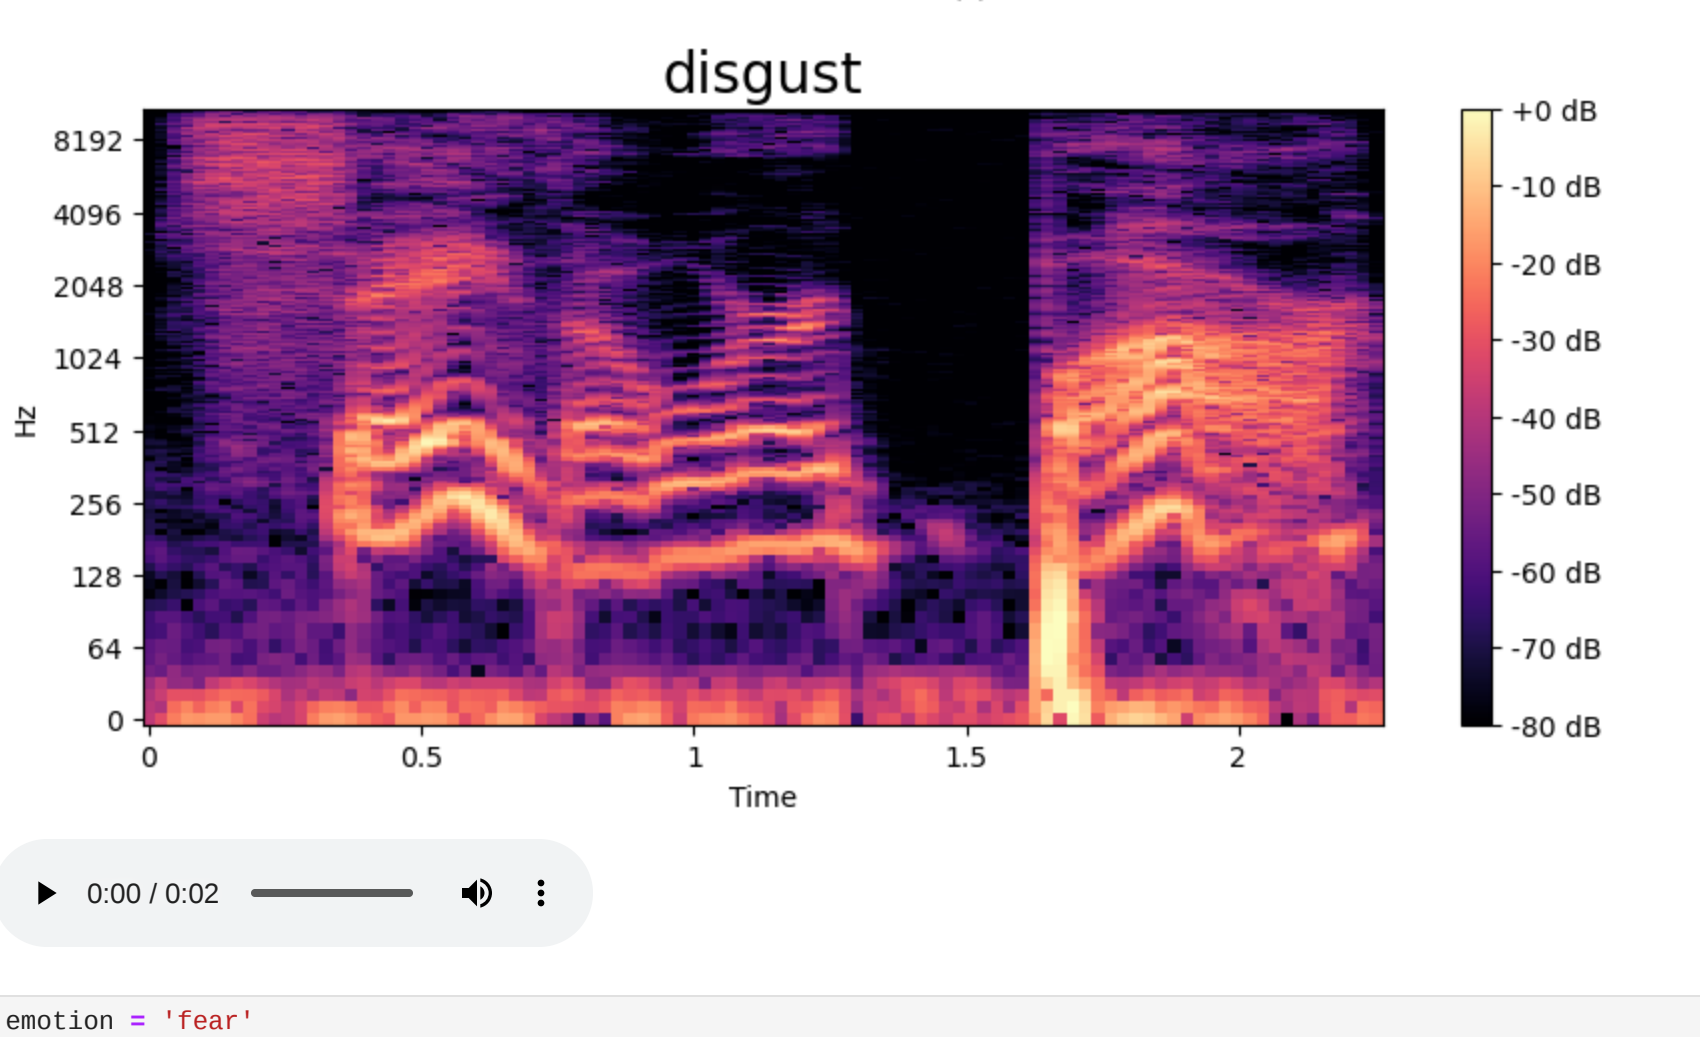 disgust
8192
4096
2048
1024
512
256
128
64
0
Hz
0 0.5 1 1.5 2
Time
+0 dB
-10 dB
-20 dB
-30 dB
-40 dB
-50 dB
-60 dB
-70 dB
-80 dB
0:00 / 0:02
emotion = 'fear'